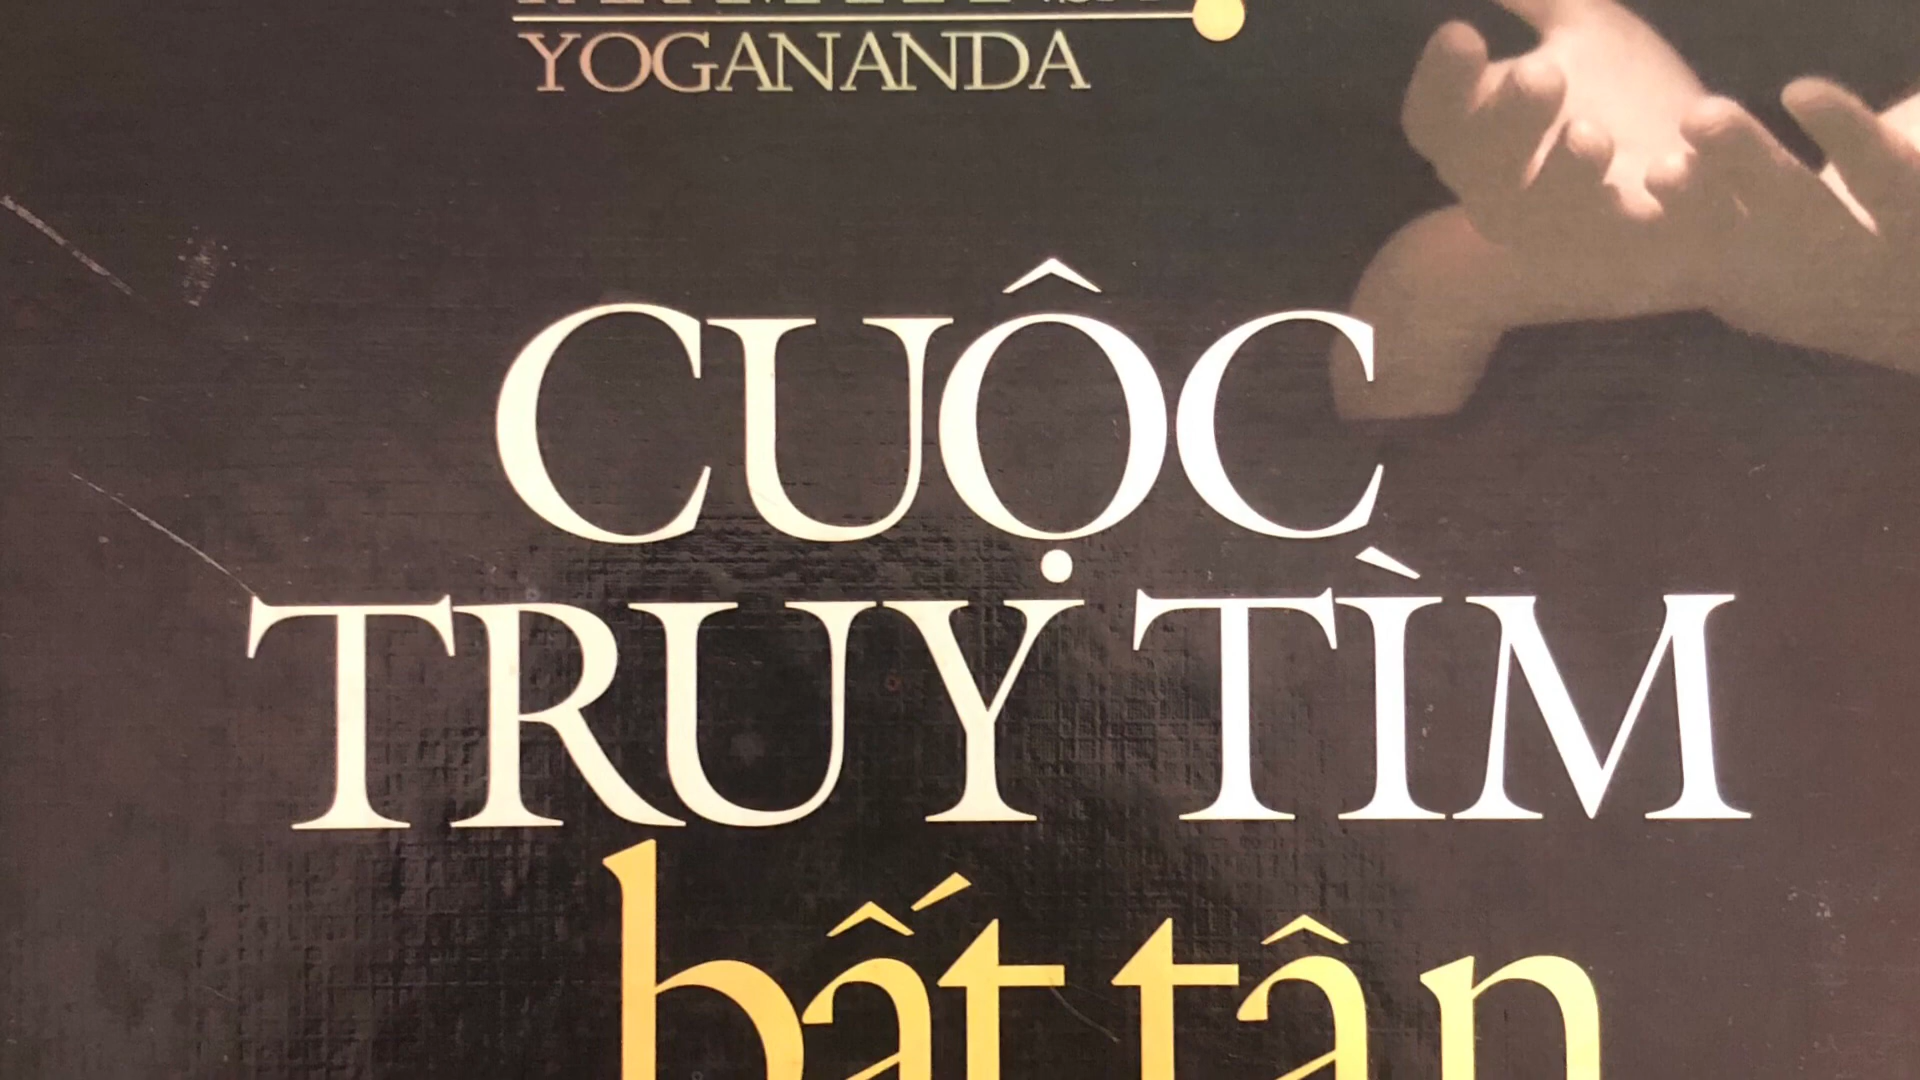 YOGANANDA
CUỘC
TRUY TÌM
bất tận